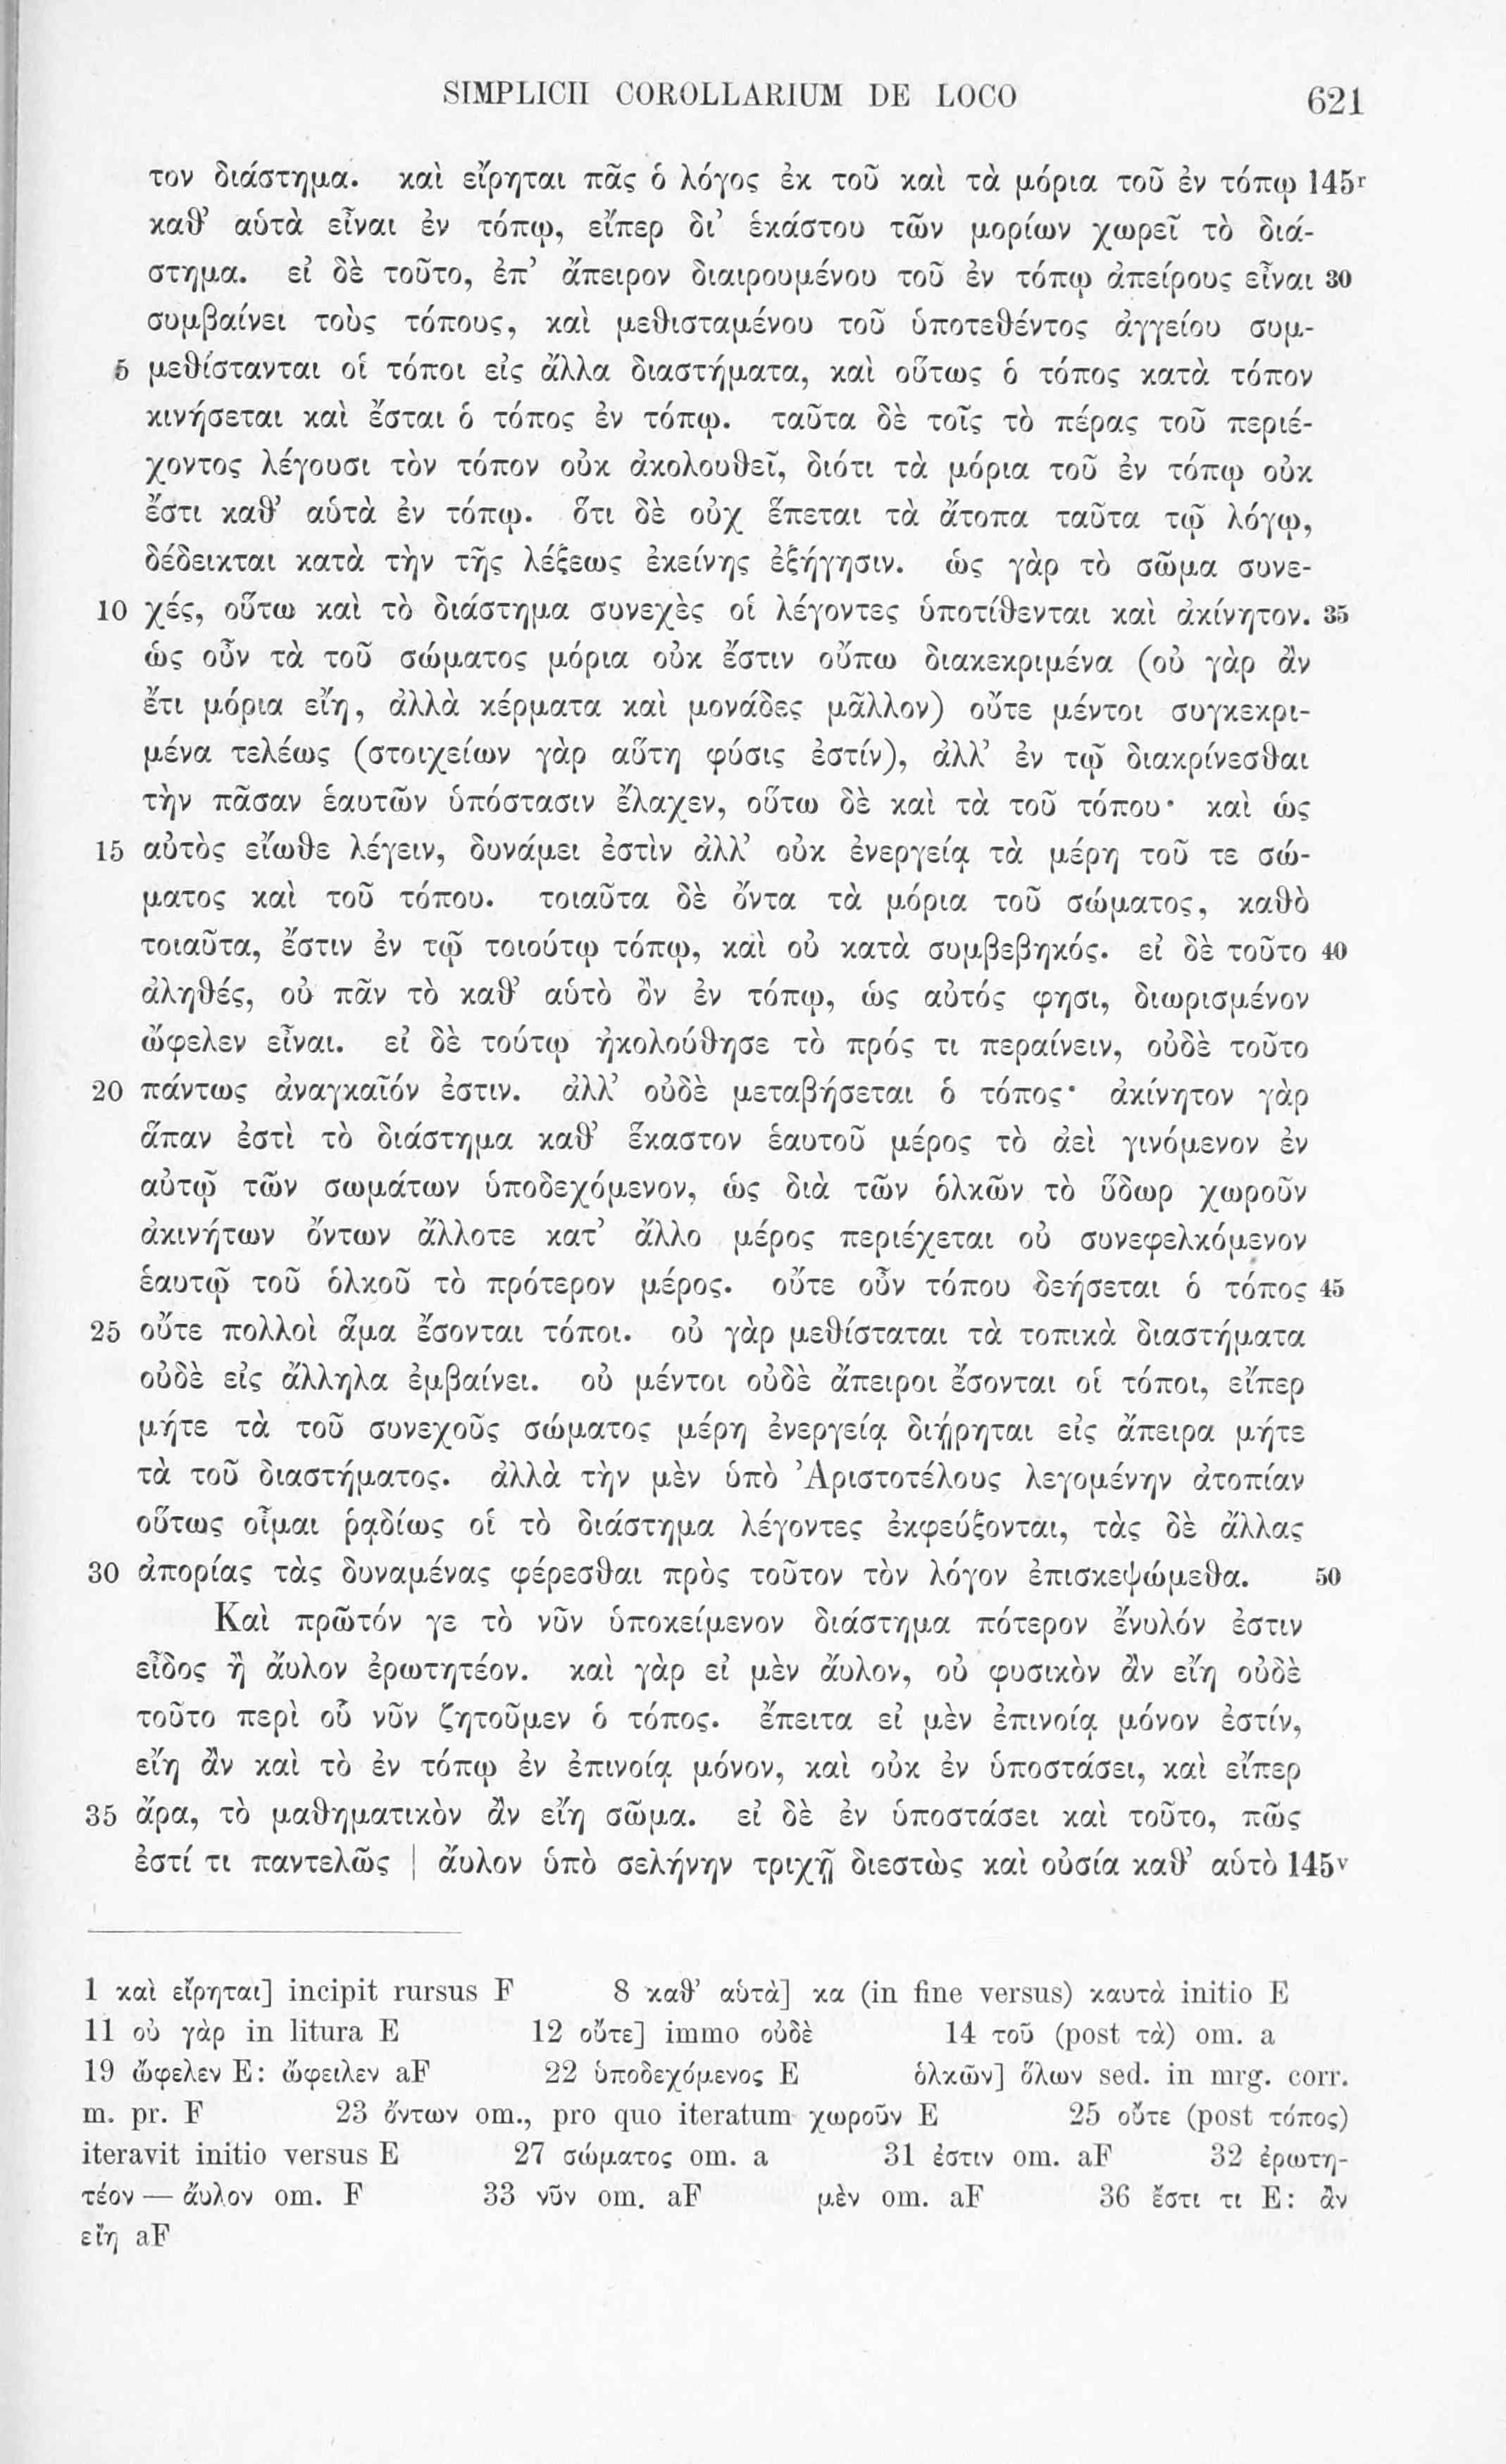 SIMPLICII COROLLARIUM DE LOCO 621
τον διάστημα. καὶ εἴρηται πᾶς ὁ λόγος ἐκ τοῦ καὶ τὰ μόρια τοῦ ἐν τόπῳ 145r
καθ’ αὑτὰ εἶναι ἐν τόπῳ, εἴπερ δι’ ἑκάστου τῶν μορίων χωρεῖ τὸ διά-
στημα. εἰ δὲ τοῦτο, ἐπ’ ἄπειρον διαιρουμένου τοῦ ἐν τόπῳ ἀπείρους εἶναι 30
συμβαίνει τοὺς τόπους, καὶ μεθισταμένου τοῦ ὑποτεθέντος ἀγγείου συμ-
5 μεθίστανται οἱ τόποι εἰς ἄλλα διαστήματα, καὶ οὕτως ὁ τόπος κατὰ τόπον
κινήσεται καὶ ἔσται ὁ τόπος ἐν τόπῳ. ταῦτα δὲ τοῖς τὸ πέρας τοῦ περιέ-
χοντος λέγουσι τὸν τόπον οὐκ ἀκολουθεῖ, διότι τὰ μόρια τοῦ ἐν τόπῳ οὐκ
ἔστι καθ’ αὑτὰ ἐν τόπῳ. ὅτι δὲ οὐχ ἕπεται τὰ ἄτοπα ταῦτα τῷ λόγῳ,
δέδεικται κατὰ τὴν τῆς λέξεως ἐκείνης ἐξήγησιν. ὡς γὰρ τὸ σῶμα συνε-
10 χές, οὕτω καὶ τὸ διάστημα συνεχὲς οἱ λέγοντες ὑποτίθενται καὶ ἀκίνητον. 35
ὡς οὖν τὰ τοῦ σώματος μόρια οὐκ ἔστιν οὔπω διακεκριμένα (οὐ γὰρ ἂν
ἔτι μόρια εἴη, ἀλλὰ κέρματα καὶ μονάδες μᾶλλον) οὔτε μέντοι συγκεκρι-
μένα τελέως (στοιχείων γὰρ αὕτη φύσις ἐστίν), ἀλλ’ ἐν τῷ διακρίνεσθαι
τὴν πᾶσαν ἑαυτῶν ὑπόστασιν ἔλαχεν, οὕτω δὲ καὶ τὰ τοῦ τόπου· καὶ ὡς
15 αὐτὸς εἴωθε λέγειν, δυνάμει ἐστὶν ἀλλ’ οὐκ ἐνεργείᾳ τὰ μέρη τοῦ τε σώ-
ματος καὶ τοῦ τόπου. τοιαῦτα δὲ ὄντα τὰ μόρια τοῦ σώματος, καθὸ
τοιαῦτα, ἔστιν ἐν τῷ τοιούτῳ τόπῳ, καὶ οὐ κατὰ συμβεβηκός. εἰ δὲ τοῦτο 40
ἀληθές, οὐ πᾶν τὸ καθ’ αὑτὸ ὂν ἐν τόπῳ, ὡς αὐτός φησι, διωρισμένον
ὤφελεν εἶναι. εἰ δὲ τούτῳ ἠκολούθησε τὸ πρός τι περαίνειν, οὐδὲ τοῦτο
20 πάντως ἀναγκαῖόν ἐστιν. ἀλλ’ οὐδὲ μεταβήσεται ὁ τόπος· ἀκίνητον γὰρ
ἅπαν ἐστὶ τὸ διάστημα καθ’ ἕκαστον ἑαυτοῦ μέρος τὸ ἀεὶ γινόμενον ἐν
αὐτῷ τῶν σωμάτων ὑποδεχόμενον, ὡς διὰ τῶν ὁλκῶν τὸ ὕδωρ χωροῦν
ἀκινήτων ὄντων ἄλλοτε κατ’ ἄλλο μέρος περιέχεται οὐ συνεφελκόμενον
ἑαυτῷ τοῦ ὁλκοῦ τὸ πρότερον μέρος. οὔτε οὖν τόπου δεήσεται ὁ τόπος 45
25 οὔτε πολλοὶ ἅμα ἔσονται τόποι. οὐ γὰρ μεθίσταται τὰ τοπικὰ διαστήματα
οὐδὲ εἰς ἄλληλα ἐμβαίνει. οὐ μέντοι οὐδὲ ἄπειροι ἔσονται οἱ τόποι, εἴπερ
μήτε τὰ τοῦ συνεχοῦς σώματος μέρη ἐνεργείᾳ διῄρηται εἰς ἄπειρα μήτε
τὰ τοῦ διαστήματος. ἀλλὰ τὴν μὲν ὑπὸ Ἀριστοτέλους λεγομένην ἀτοπίαν
οὕτως οἶμαι ῥᾳδίως οἱ τὸ διάστημα λέγοντες ἐκφεύξονται, τὰς δὲ ἄλλας
30 ἀπορίας τὰς δυναμένας φέρεσθαι πρὸς τοῦτον τὸν λόγον ἐπισκεψώμεθα. 50
Καὶ πρῶτόν γε τὸ νῦν ὑποκείμενον διάστημα πότερον ἔνυλόν ἐστιν
εἶδος ἢ ἄυλον ἐρωτητέον. καὶ γὰρ εἰ μὲν ἄυλον, οὐ φυσικὸν ἂν εἴη οὐδὲ
τοῦτο περὶ οὗ νῦν ζητοῦμεν ὁ τόπος. ἔπειτα εἰ μὲν ἐπινοίᾳ μόνον ἐστίν,
εἴη ἂν καὶ τὸ ἐν τόπῳ ἐν ἐπινοίᾳ μόνον, καὶ οὐκ ἐν ὑποστάσει, καὶ εἴπερ
35 ἄρα, τὸ μαθηματικὸν ἂν εἴη σῶμα. εἰ δὲ ἐν ὑποστάσει καὶ τοῦτο, πῶς
ἐστί τι παντελῶς | ἄυλον ὑπὸ σελήνην τριχῇ διεστὼς καὶ οὐσία καθ’ αὑτὸ 145v
1 καὶ εἴρηται] incipit rursus F 8 καθ’ αὑτὰ] κα (in fine versus) καυτὰ initio E
11 οὐ γὰρ in litura E 12 οὔτε] immo οὐδὲ 14 τοῦ (post τὰ) om. a
19 ὤφελεν E: ὤφειλεν aF 22 ὑποδεχόμενος E ὁλκῶν] ὅλων sed. in mrg. corr.
m. pr. F 23 ὄντων om., pro quo iteratum χωροῦν E 25 οὔτε (post τόπος)
iteravit initio versus E 27 σώματος om. a 31 ἐστιν om. aF 32 ἐρωτη-
τέον — ἄυλον om. F 33 νῦν om. aF μὲν om. aF 36 ἔστι τι E: ἂν
εἴη aF